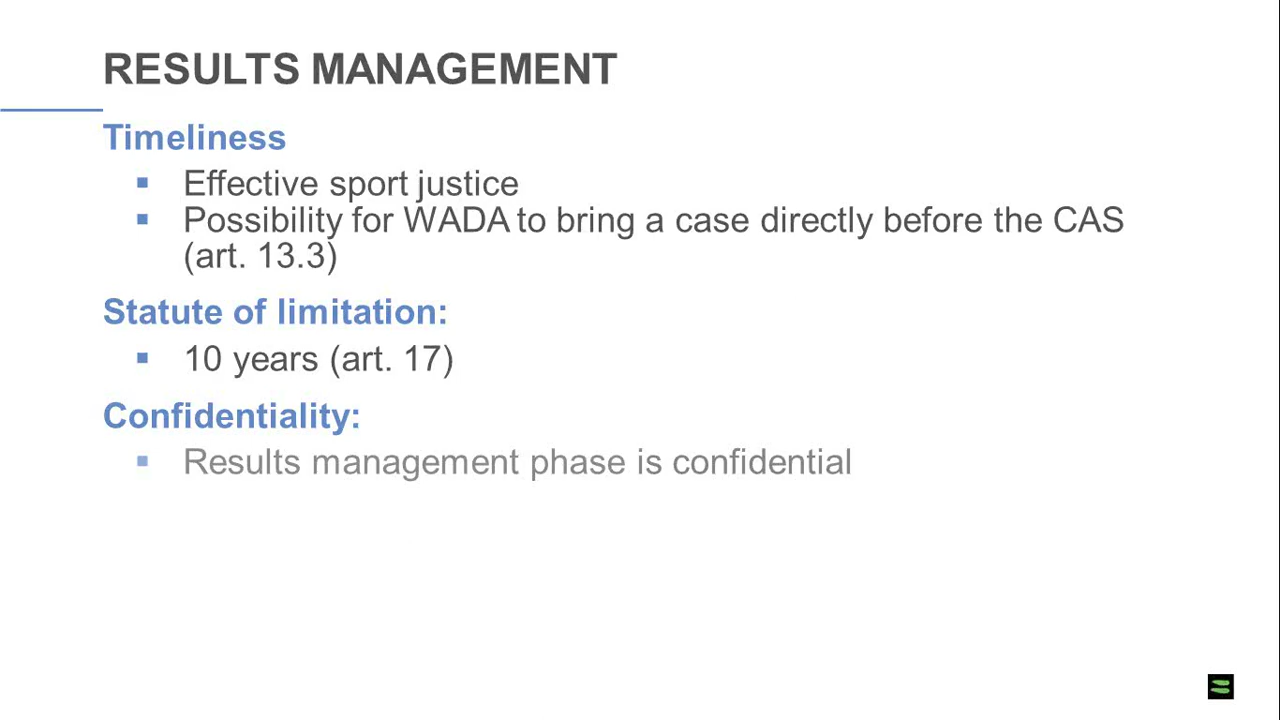 RESULTS MANAGEMENT
Timeliness
▪ Effective sport justice
▪ Possibility for WADA to bring a case directly before the CAS
(art. 13.3)
Statute of limitation:
▪ 10 years (art. 17)
Confidentiality:
▪ Results management phase is confidential